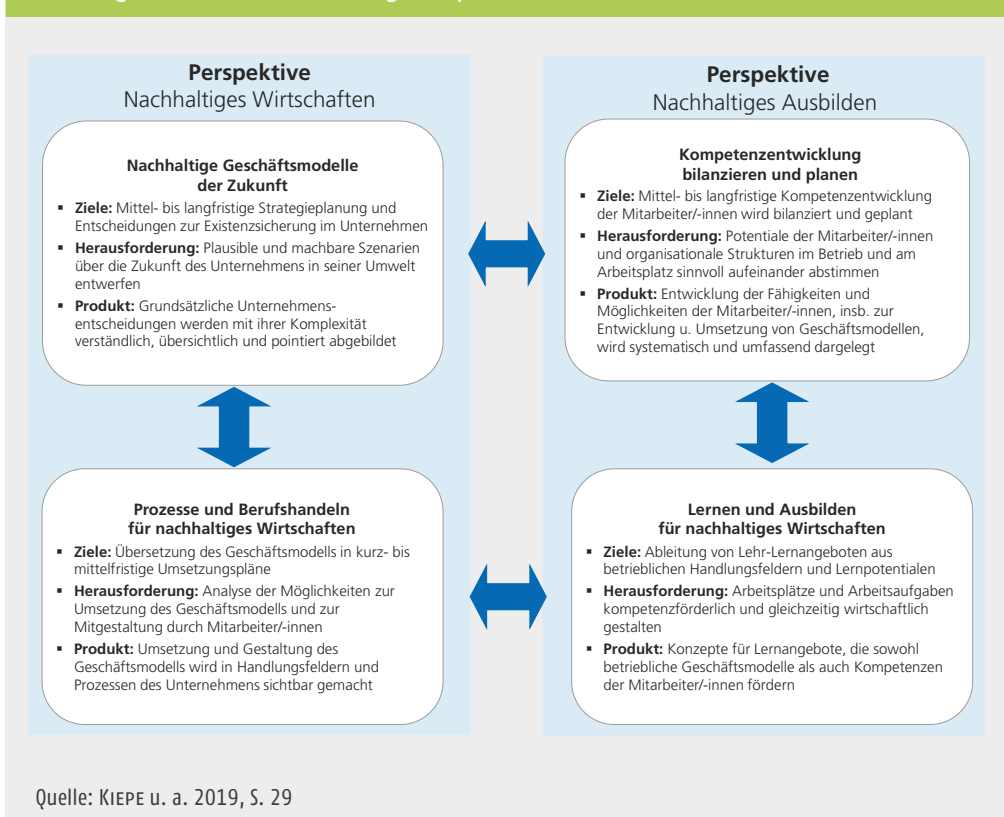 Perspektive
Nachhaltiges Wirtschaften
Nachhaltige Geschäftsmodelle
der Zukunft
▪ Ziele: Mittel- bis langfristige Strategieplanung und
Entscheidungen zur Existenzsicherung im Unternehmen
▪ Herausforderung: Plausible und machbare Szenarien
über die Zukunft des Unternehmens in seiner Umwelt
entwerfen
▪ Produkt: Grundsätzliche Unternehmens-
entscheidungen werden mit ihrer Komplexität
verständlich, übersichtlich und pointiert abgebildet
Prozesse und Berufshandeln
für nachhaltiges Wirtschaften
▪ Ziele: Übersetzung des Geschäftsmodells in kurz- bis
mittelfristige Umsetzungspläne
▪ Herausforderung: Analyse der Möglichkeiten zur
Umsetzung des Geschäftsmodells und zur
Mitgestaltung durch Mitarbeiter/-innen
▪ Produkt: Umsetzung und Gestaltung des
Geschäftsmodells wird in Handlungsfeldern und
Prozessen des Unternehmens sichtbar gemacht
Perspektive
Nachhaltiges Ausbilden
Kompetenzentwicklung
bilanzieren und planen
▪ Ziele: Mittel- bis langfristige Kompetenzentwicklung
der Mitarbeiter/-innen wird bilanziert und geplant
▪ Herausforderung: Potentiale der Mitarbeiter/-innen
und organisationale Strukturen im Betrieb und am
Arbeitsplatz sinnvoll aufeinander abstimmen
▪ Produkt: Entwicklung der Fähigkeiten und
Möglichkeiten der Mitarbeiter/-innen, insb. zur
Entwicklung u. Umsetzung von Geschäftsmodellen,
wird systematisch und umfassend dargelegt
Lernen und Ausbilden
für nachhaltiges Wirtschaften
▪ Ziele: Ableitung von Lehr-Lernangeboten aus
betrieblichen Handlungsfeldern und Lernpotentialen
▪ Herausforderung: Arbeitsplätze und Arbeitsaufgaben
kompetenzförderlich und gleichzeitig wirtschaftlich
gestalten
▪ Produkt: Konzepte für Lernangebote, die sowohl
betriebliche Geschäftsmodelle als auch Kompetenzen
der Mitarbeiter/-innen fördern
Quelle: KIEPE u. a. 2019, S. 29